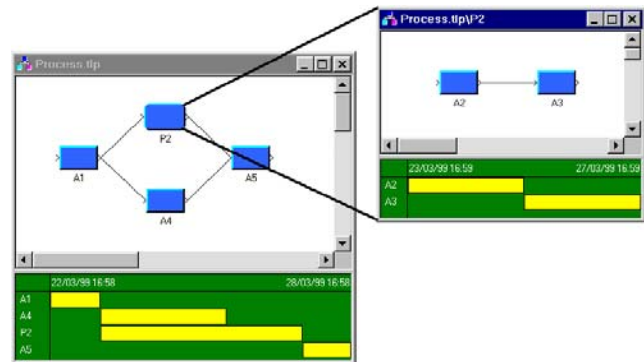 Process.tlp
P2
A1
A5
A4
22/03/99 16:58 28/03/99 16:58
A1
A4
P2
A5
Process.tlp\P2
A2 A3
23/03/99 16:59 27/03/99 16:59
A2
A3